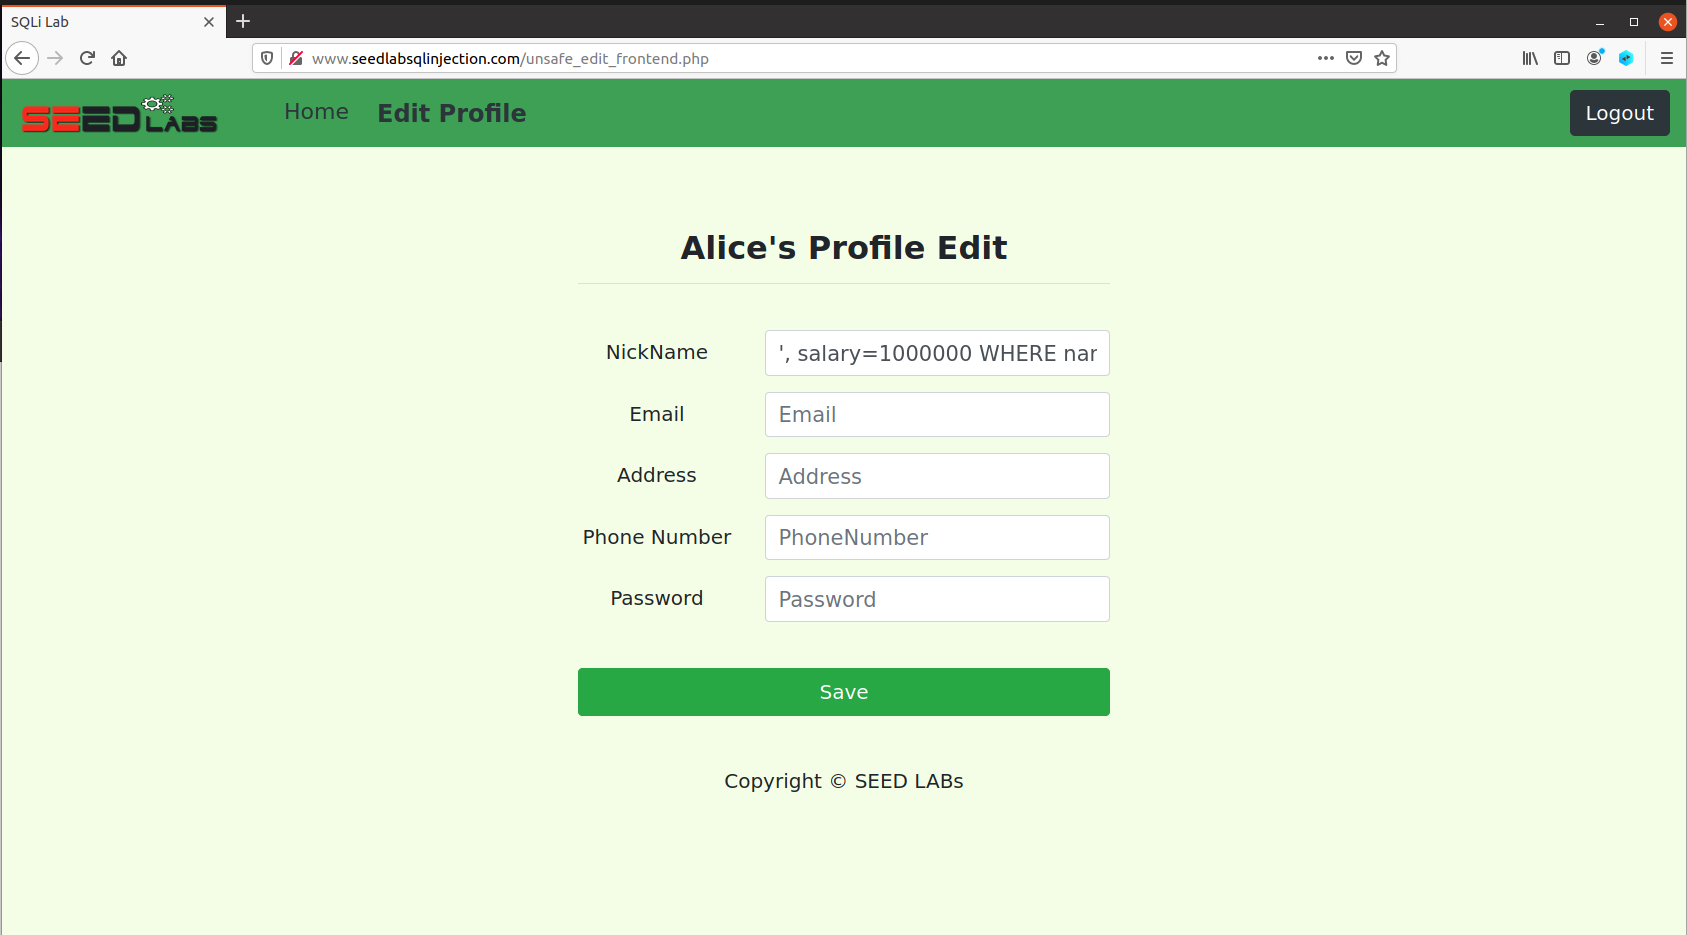 SQLi Lab
www.seedlabsqlinjection.com/unsafe_edit_frontend.php
SEED LABS
Home
Edit Profile
Logout
Alice's Profile Edit
NickName
', salary=1000000 WHERE nar
Email
Email
Address
Address
Phone Number
PhoneNumber
Password
Password
Save
Copyright © SEED LABs